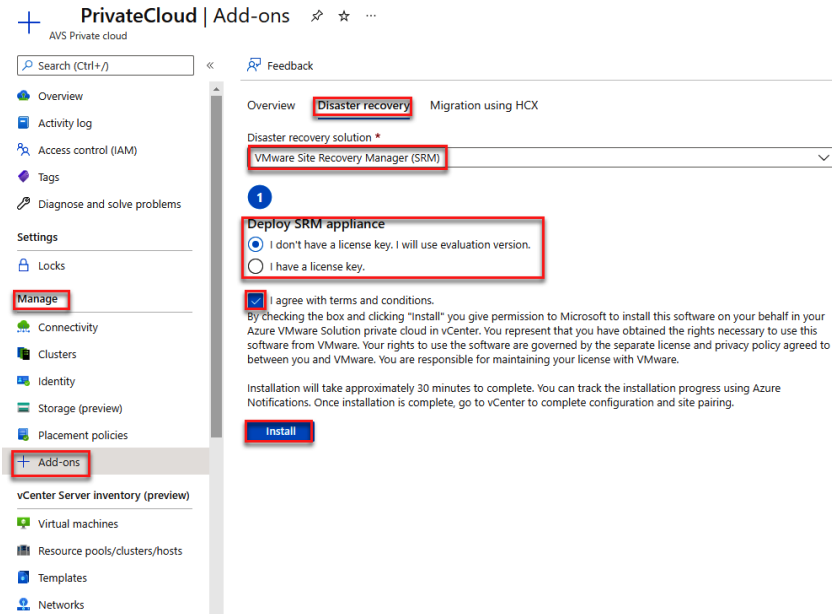 PrivateCloud | Add-ons ...
AVS Private cloud
Search (Ctrl+/)
«
Overview
Activity log
Access control (IAM)
Tags
Diagnose and solve problems
Settings
Locks
Manage
Connectivity
Clusters
Identity
Storage (preview)
Placement policies
Add-ons
vCenter Server inventory (preview)
Virtual machines
Resource pools/clusters/hosts
Templates
Networks
Feedback
Overview Disaster recovery Migration using HCX
Disaster recovery solution *
VMware Site Recovery Manager (SRM)
1
Deploy SRM appliance
I don't have a license key. I will use evaluation version.
I have a license key.
I agree with terms and conditions.
By checking the box and clicking "Install" you give permission to Microsoft to install this software on your behalf in your
Azure VMware Solution private cloud in vCenter. You represent that you have obtained the rights necessary to use this
software from VMware. Your rights to use the software are governed by the separate license and privacy policy agreed to
between you and VMware. You are responsible for maintaining your license with VMware.
Installation will take approximately 30 minutes to complete. You can track the installation progress using Azure
Notifications. Once installation is complete, go to vCenter to complete configuration and site pairing.
Install